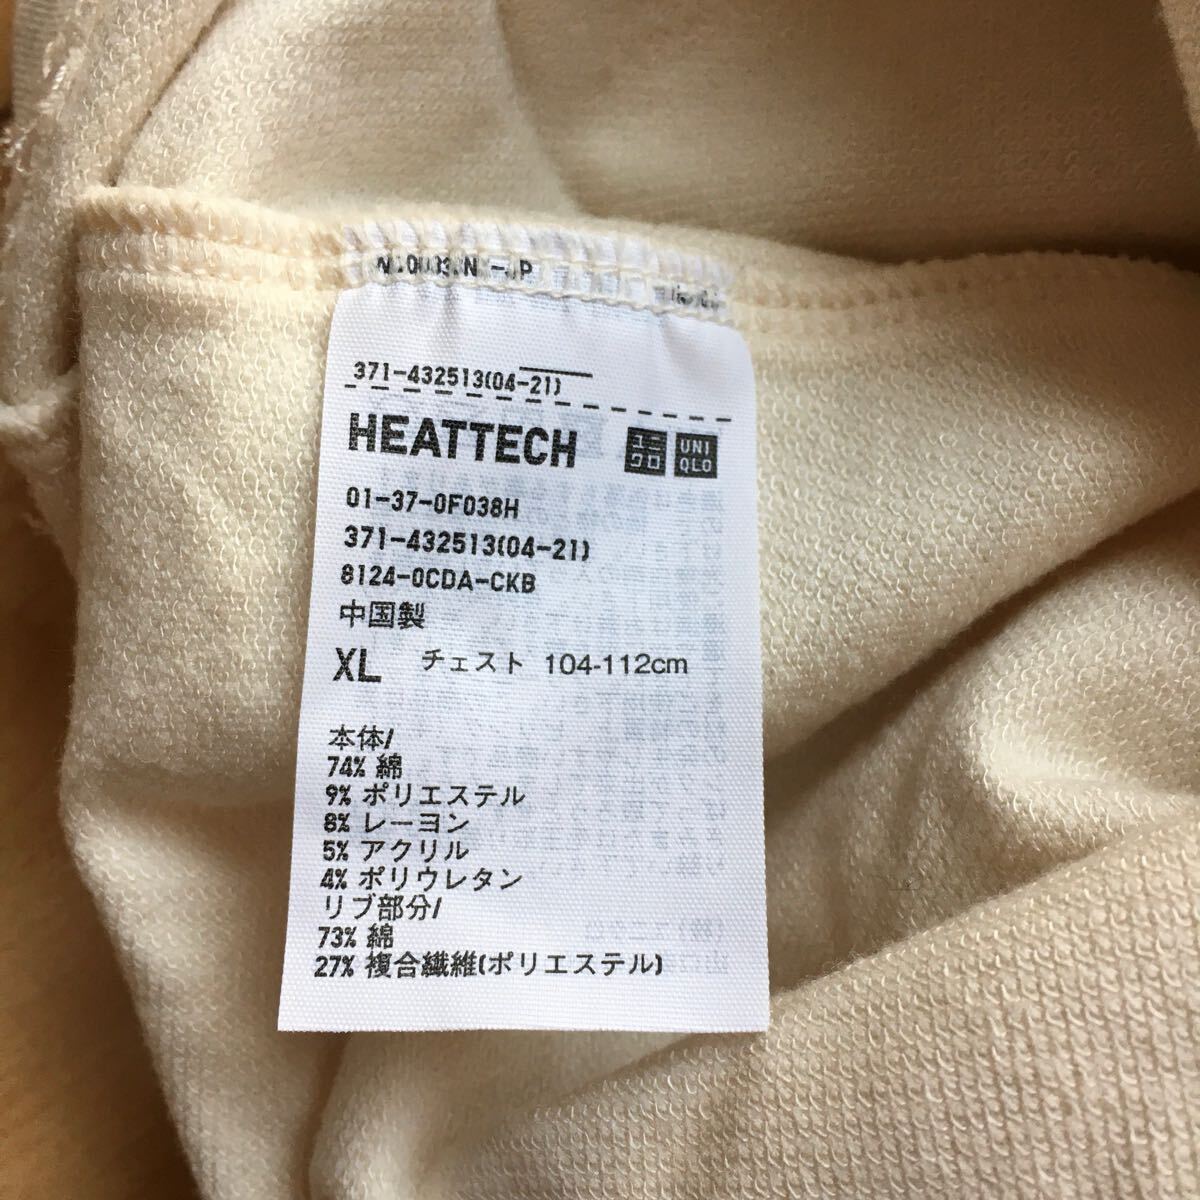 371-432513(04-21)
HEATTECH ユニクロ UNIQLO
01-37-0F038H
371-432513(04-21)
8124-0CDA-CKB
中国製
XL チェスト 104-112cm
本体/
74% 綿
9% ポリエステル
8% レーヨン
5% アクリル
4% ポリウレタン
リブ部分/
73% 綿
27% 複合繊維(ポリエステル)